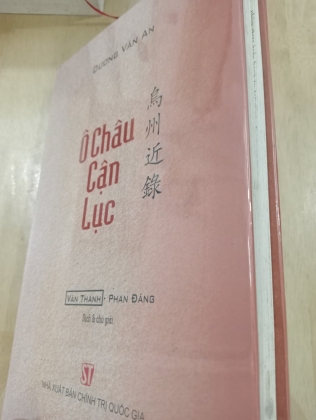 DƯƠNG VĂN AN
烏州近錄
Ô Châu
Cận
Lục
VĂN THANH - PHAN ĐĂNG
Dịch & chú giải
ST
NHÀ XUẤT BẢN CHÍNH TRỊ QUỐC GIA